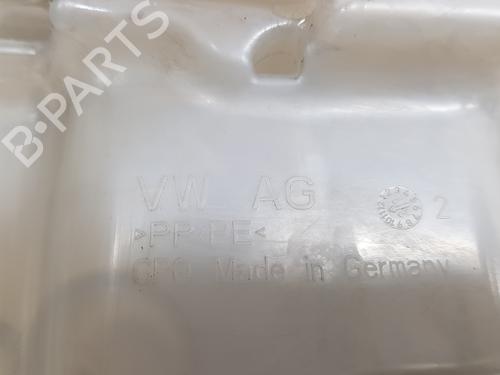 B-PARTS
VW AG
>PP-PE<
2
Made in Germany